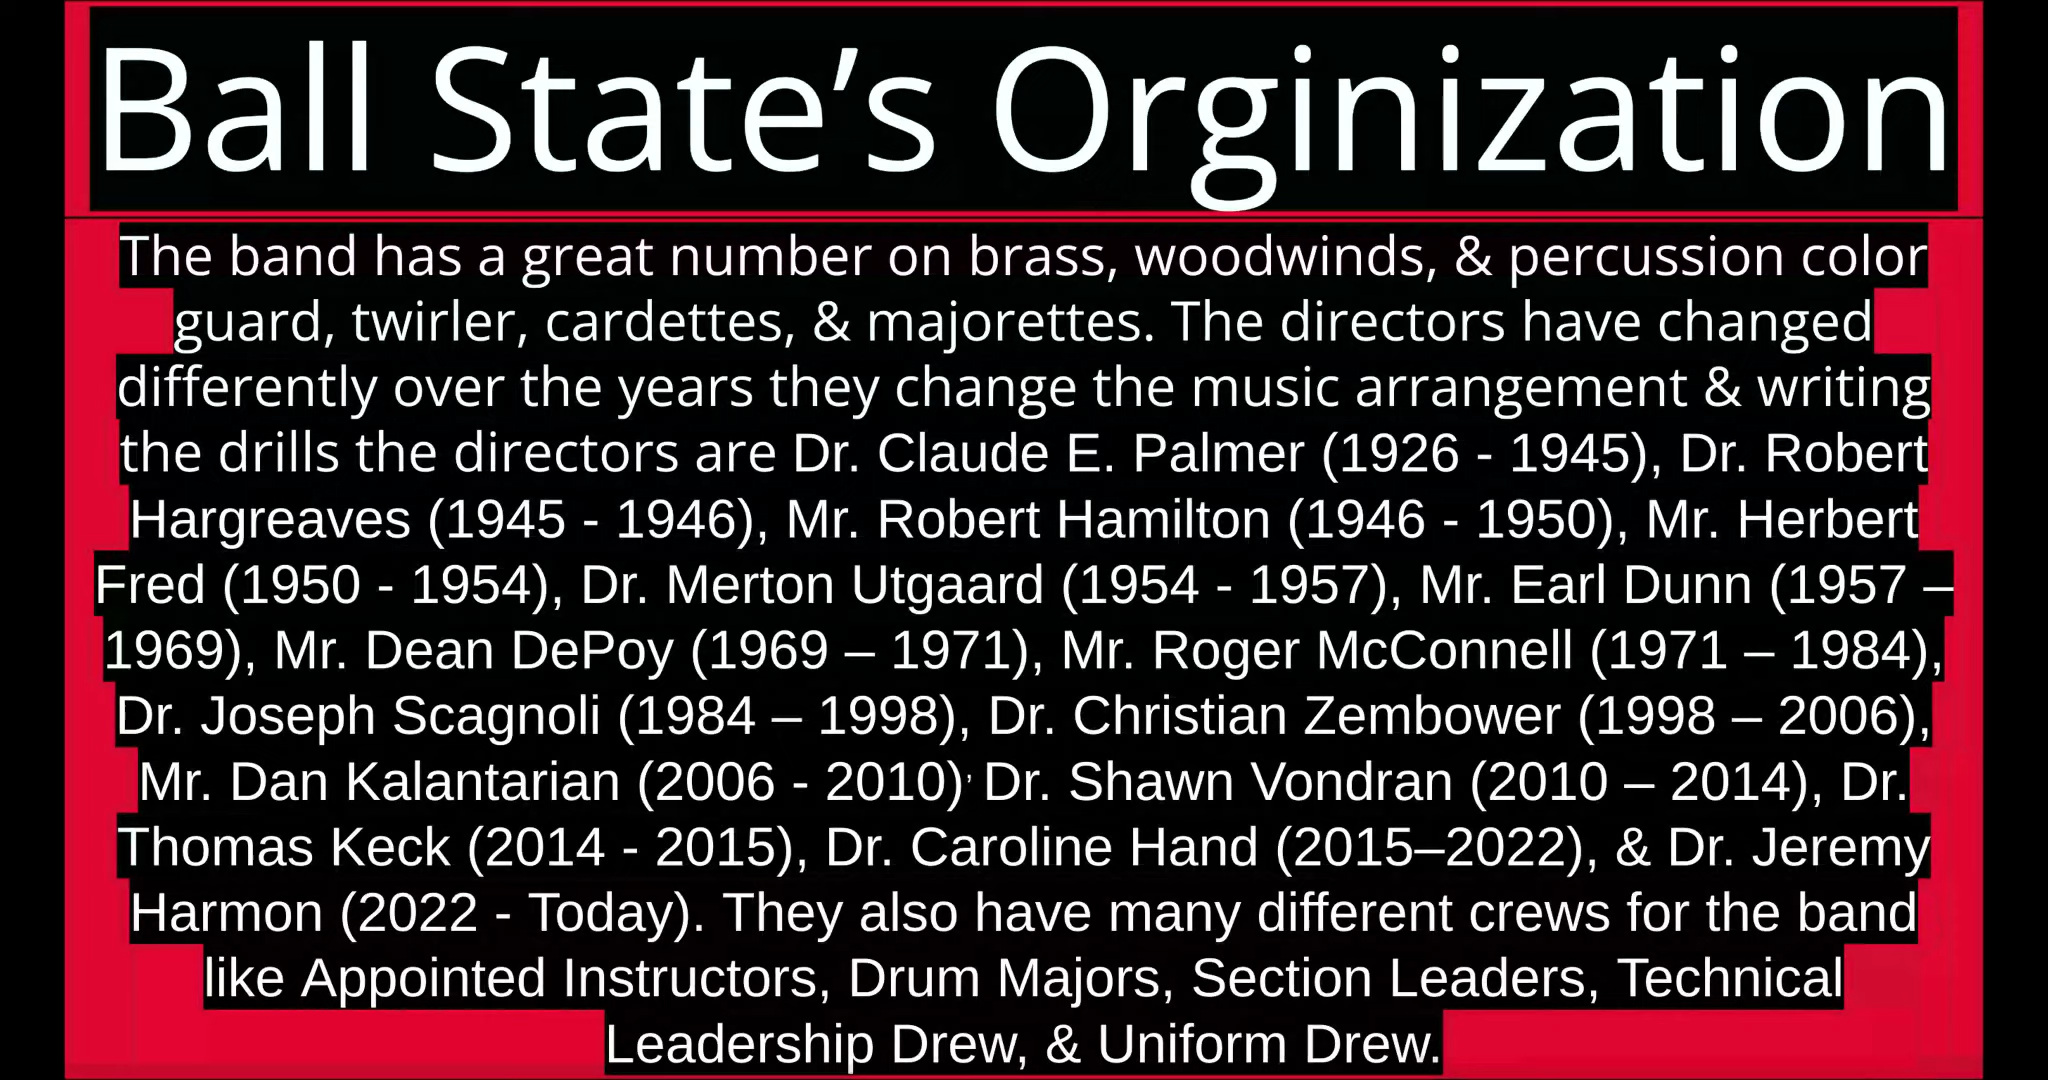 Ball State’s Orginization
The band has a great number on brass, woodwinds, & percussion color
guard, twirler, cardettes, & majorettes. The directors have changed
differently over the years they change the music arrangement & writing
the drills the directors are Dr. Claude E. Palmer (1926 - 1945), Dr. Robert
Hargreaves (1945 - 1946), Mr. Robert Hamilton (1946 - 1950), Mr. Herbert
Fred (1950 - 1954), Dr. Merton Utgaard (1954 - 1957), Mr. Earl Dunn (1957 –
1969), Mr. Dean DePoy (1969 – 1971), Mr. Roger McConnell (1971 – 1984),
Dr. Joseph Scagnoli (1984 – 1998), Dr. Christian Zembower (1998 – 2006),
Mr. Dan Kalantarian (2006 - 2010), Dr. Shawn Vondran (2010 – 2014), Dr.
Thomas Keck (2014 - 2015), Dr. Caroline Hand (2015–2022), & Dr. Jeremy
Harmon (2022 - Today). They also have many different crews for the band
like Appointed Instructors, Drum Majors, Section Leaders, Technical
Leadership Drew, & Uniform Drew.